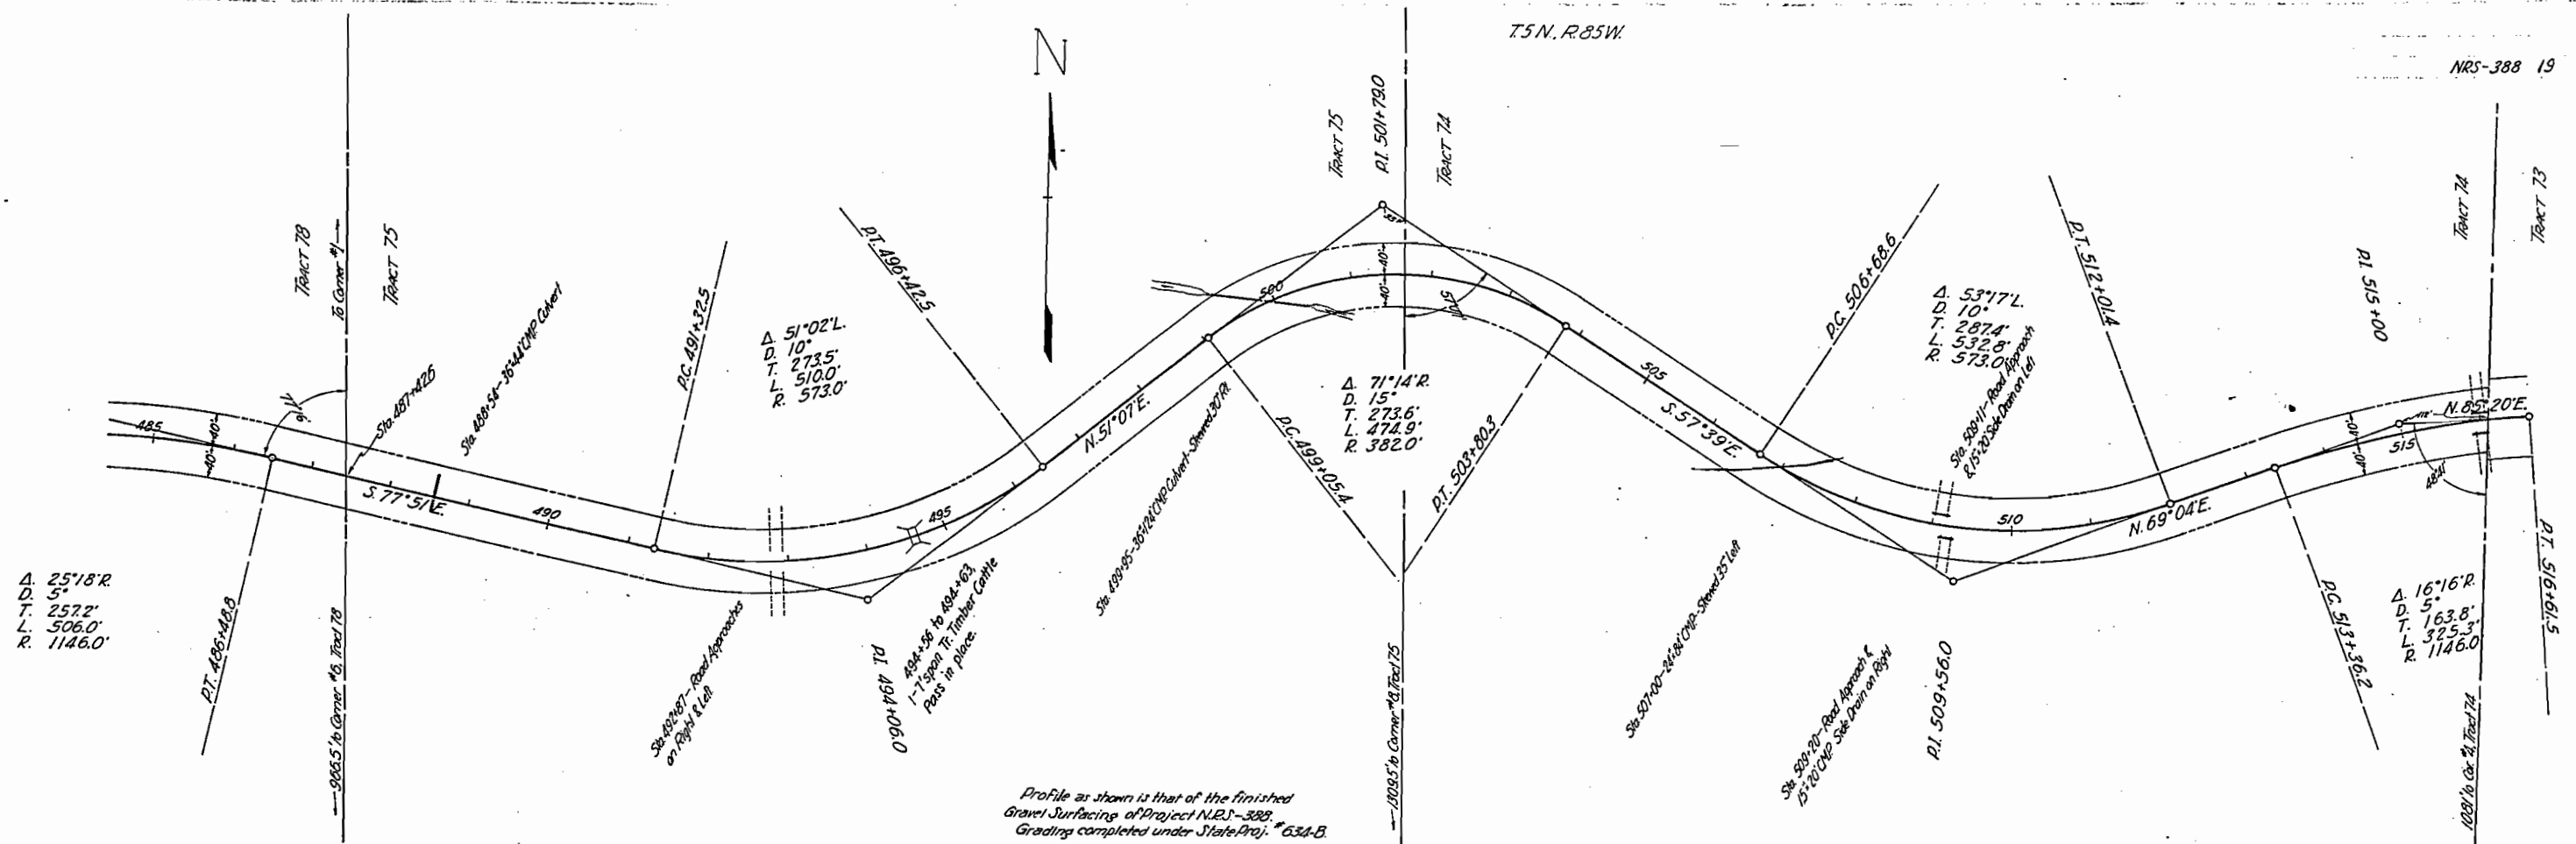 T.5 N., R.85W.
NRS-388 19
N
TRACT 78
To Corner #1
TRACT 75
Sta. 487+42.6
Sta. 488+54-36"x44' CMP. Culvert
485
40'
40'
P.T. 486+48.8
S.77°51'E.
490
Δ. 25°18'R.
D. 5°
T. 257.2'
L. 506.0'
R. 1146.0'
966.5' to Corner #6, Tract 78
P.C. 491+32.5
Δ. 51°02'L.
D. 10°
T. 273.5'
L. 510.0'
R. 573.0'
Sta. 492+87- Road Approaches
on Right & Left
P.T. 496+42.5
495
P.I. 494+06.0
494+56 to 494+63,
1-7' span Tr. Timber Cattle
Pass in place.
N.51°07'E.
Sta. 499+95-36"x124' CMP Culvert-Skewed 30° Rt.
P.C. 499+05.4
500
TRACT 75
P.I. 501+79.0
TRACT 74
40'
40'
Δ. 71°14'R.
D. 15°
T. 273.6'
L. 474.9'
R. 382.0'
P.T. 503+80.3
1309.5' to Corner #8, Tract 75
505
S.57°39'E.
P.C. 506+68.6
Sta. 507+00-24"x84' CMP.-Skewed 35° Left
Δ. 53°17'L.
D. 10°
T. 287.4'
L. 532.8'
R. 573.0'
Sta. 508+11- Road Approach
& 15"x20' Side Drain on Left
510
Sta. 509+20- Road Approach &
15"x20' CMP. Side Drain on Right
P.I. 509+56.0
P.T. 512+01.4
N.69°04'E.
P.C. 513+36.2
P.I. 515+00
40'
40'
515
N.85°20'E.
TRACT 74
TRACT 73
Δ. 16°16'R.
D. 5°
T. 163.8'
L. 325.3'
R. 1146.0'
P.T. 516+61.5
1081' to Cor. #4, Tract 74
Profile as shown is that of the finished
Gravel Surfacing of Project N.R.S-388.
Grading completed under State Proj. #634-B.